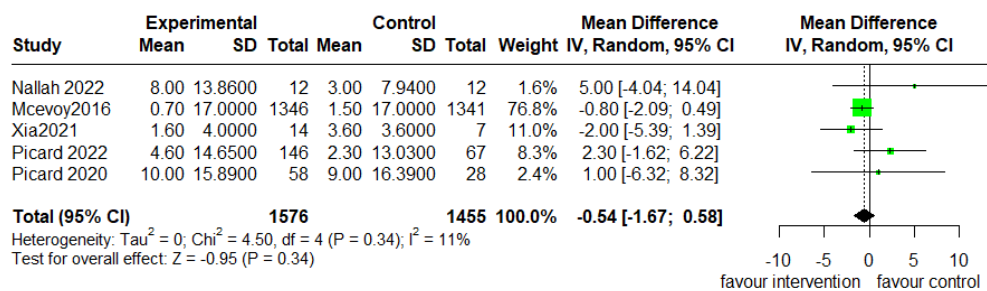 Experimental Control Mean Difference Mean Difference
Study Mean SD Total Mean SD Total Weight IV, Random, 95% CI IV, Random, 95% CI
Nallah 2022 8.00 13.8600 12 3.00 7.9400 12 1.6% 5.00 [-4.04; 14.04]
Mcevoy2016 0.70 17.0000 1346 1.50 17.0000 1341 76.8% -0.80 [-2.09; 0.49]
Xia2021 1.60 4.0000 14 3.60 3.6000 7 11.0% -2.00 [-5.39; 1.39]
Picard 2022 4.60 14.6500 146 2.30 13.0300 67 8.3% 2.30 [-1.62; 6.22]
Picard 2020 10.00 15.8900 58 9.00 16.3900 28 2.4% 1.00 [-6.32; 8.32]
Total (95% CI) 1576 1455 100.0% -0.54 [-1.67; 0.58]
Heterogeneity: Tau² = 0; Chi² = 4.50, df = 4 (P = 0.34); I² = 11%
Test for overall effect: Z = -0.95 (P = 0.34)
-10 -5 0 5 10
favour intervention favour control